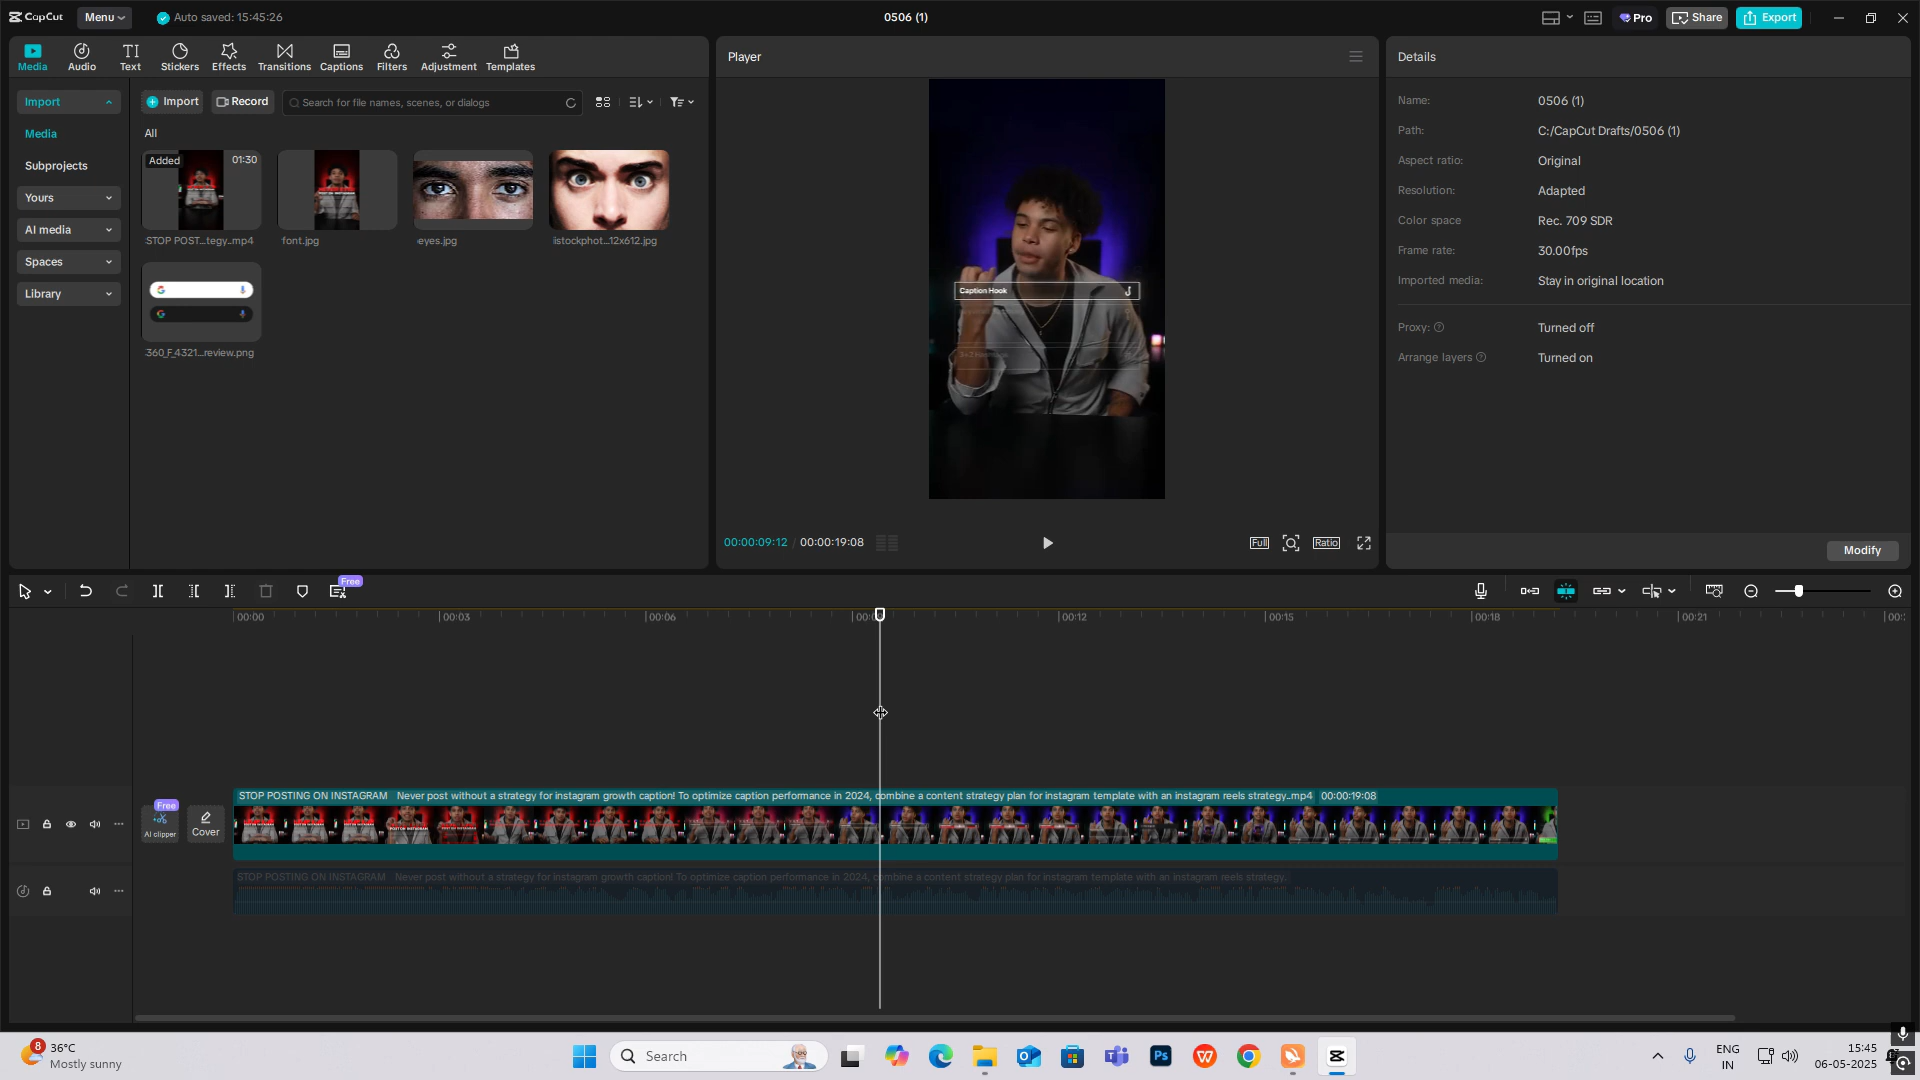 CapCut
Menu
Auto saved: 15:45:26
0506 (1)
Pro
Share
Export
Media
Audio
Text
Stickers
Effects
Transitions
Captions
Filters
Adjustment
Templates
Import
Media
Subprojects
Yours
AI media
Spaces
Library
Import
Record
Search for file names, scenes, or dialogs
All
Added
01:30
STOP POST...tegy..mp4
font.jpg
eyes.jpg
istockphot...12x612.jpg
360_F_4321...review.png
Player
Caption Hook
00:00:09:12 / 00:00:19:08
Full
Ratio
Details
Name:
0506 (1)
Path:
C:/CapCut Drafts/0506 (1)
Aspect ratio:
Original
Resolution:
Adapted
Color space
Rec. 709 SDR
Frame rate:
30.00fps
Imported media:
Stay in original location
Proxy:
Turned off
Arrange layers
Turned on
Modify
Free
00:00
00:03
00:06
00:12
00:15
00:18
00:21
Free
AI clipper
Cover
STOP POSTING ON INSTAGRAM Never post without a strategy for instagram growth caption! To optimize caption performance in 2024, combine a content strategy plan for instagram template with an instagram reels strategy..mp4 00:00:19:08
STOP POSTING ON INSTAGRAM Never post without a strategy for instagram growth caption! To optimize caption performance in 2024, combine a content strategy plan for instagram template with an instagram reels strategy.
8
36°C
Mostly sunny
Search
ENG
IN
15:45
06-05-2025